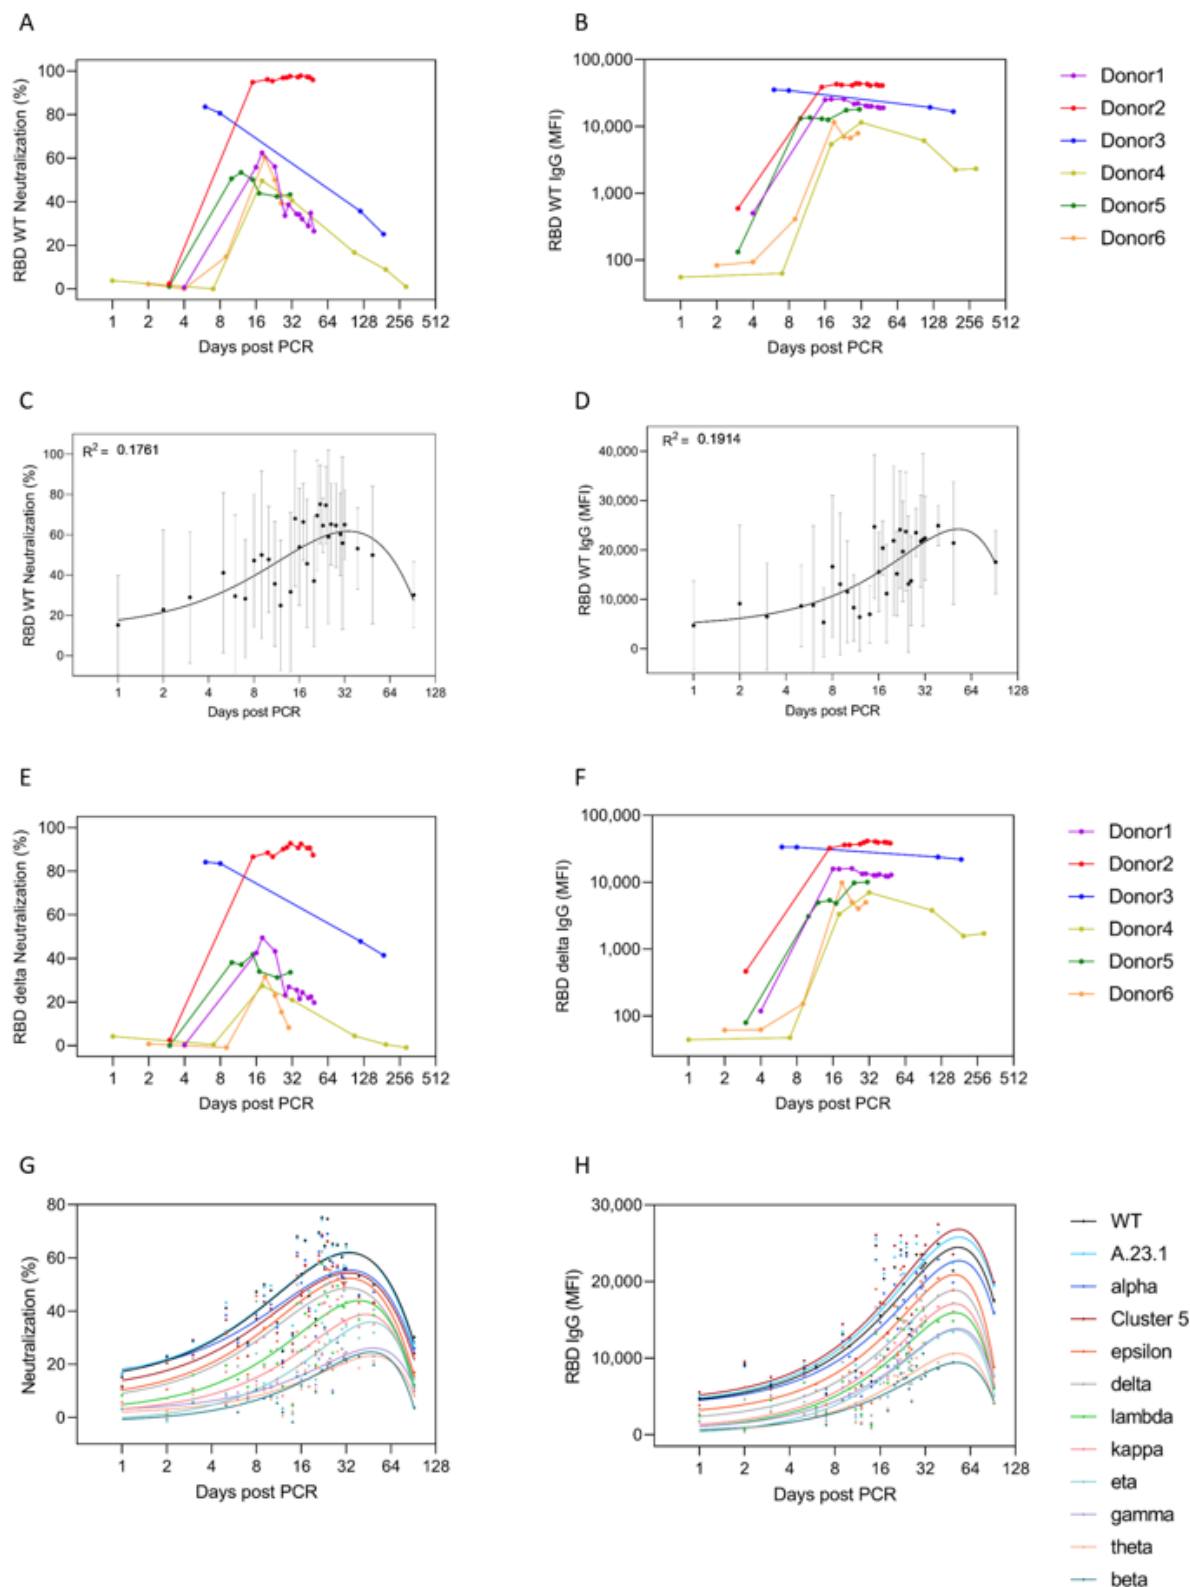 A
RBD WT Neutralization (%)
100
80
60
40
20
0
1 2 4 8 16 32 64 128 256 512
Days post PCR
B
RBD WT IgG (MFI)
100,000
10,000
1,000
100
1 2 4 8 16 32 64 128 256 512
Days post PCR
Donor1
Donor2
Donor3
Donor4
Donor5
Donor6
C
R2 = 0.1761
RBD WT Neutralization (%)
100
80
60
40
20
0
1 2 4 8 16 32 64 128
Days post PCR
D
R2 = 0.1914
RBD WT IgG (MFI)
40,000
30,000
20,000
10,000
0
1 2 4 8 16 32 64 128
Days post PCR
E
RBD delta Neutralization (%)
100
80
60
40
20
0
1 2 4 8 16 32 64 128 256 512
Days post PCR
F
RBD delta IgG (MFI)
100,000
10,000
1,000
100
1 2 4 8 16 32 64 128 256 512
Days post PCR
Donor1
Donor2
Donor3
Donor4
Donor5
Donor6
G
Neutralization (%)
80
60
40
20
0
1 2 4 8 16 32 64 128
Days post PCR
H
RBD IgG (MFI)
30,000
20,000
10,000
0
1 2 4 8 16 32 64 128
Days post PCR
WT
A.23.1
alpha
Cluster 5
epsilon
delta
lambda
kappa
eta
gamma
theta
beta